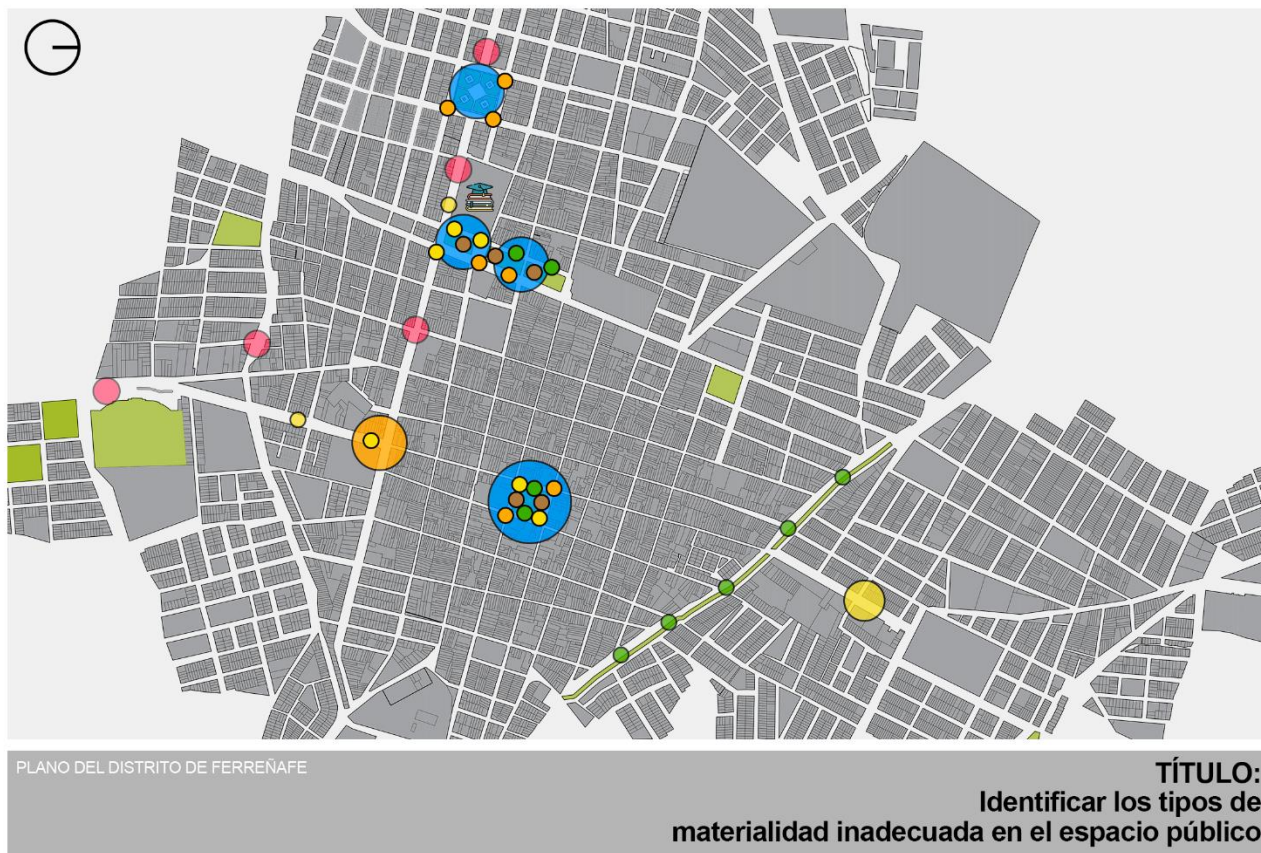 PLANO DEL DISTRITO DE FERREÑAFE
TÍTULO:
Identificar los tipos de
materialidad inadecuada en el espacio público